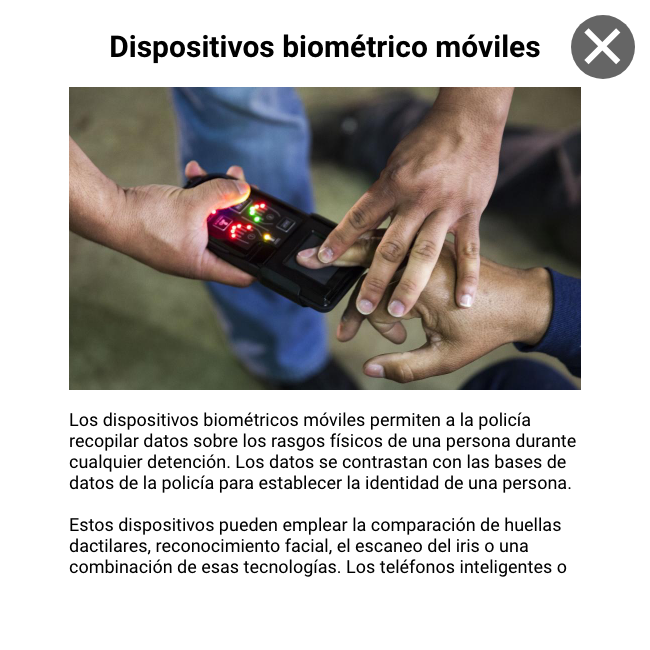 Dispositivos biométrico móviles
Los dispositivos biométricos móviles permiten a la policía
recopilar datos sobre los rasgos físicos de una persona durante
cualquier detención. Los datos se contrastan con las bases de
datos de la policía para establecer la identidad de una persona.
Estos dispositivos pueden emplear la comparación de huellas
dactilares, reconocimiento facial, el escaneo del iris o una
combinación de esas tecnologías. Los teléfonos inteligentes o